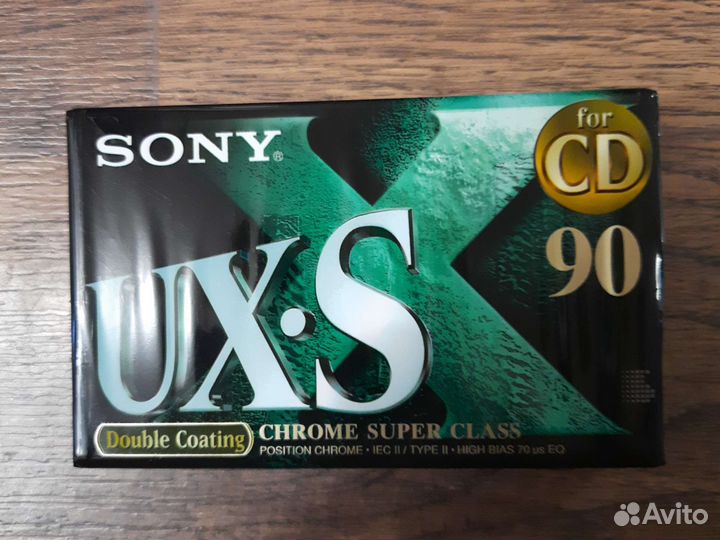 SONY®
for
CD
UX·S
90
Double Coating
CHROME SUPER CLASS
POSITION CHROME · IEC II / TYPE II · HIGH BIAS 70 µs EQ
Avito